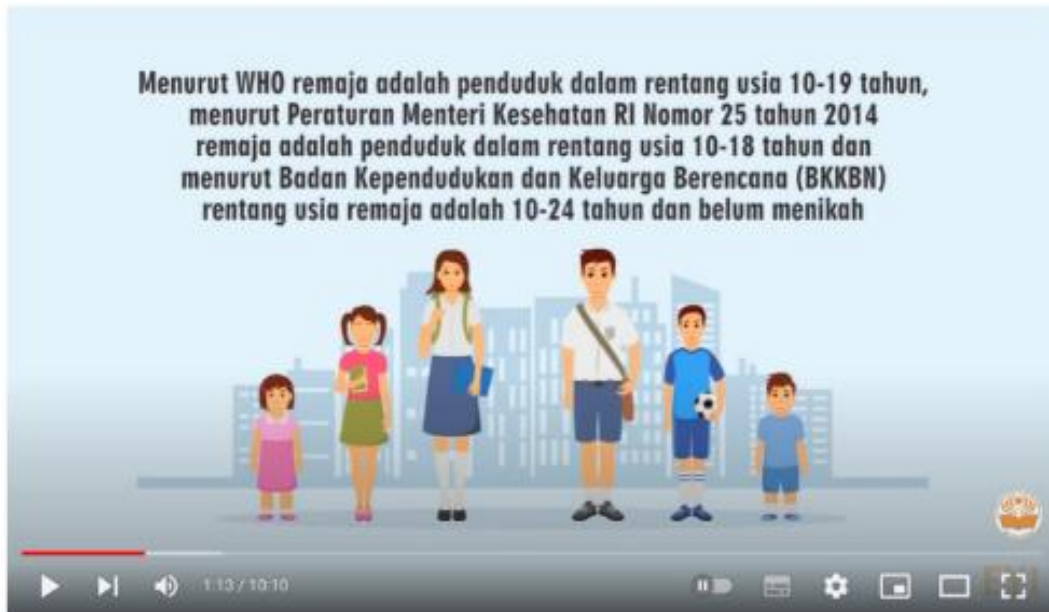 Menurut WHO remaja adalah penduduk dalam rentang usia 10-19 tahun,
menurut Peraturan Menteri Kesehatan RI Nomor 25 tahun 2014
remaja adalah penduduk dalam rentang usia 10-18 tahun dan
menurut Badan Kependudukan dan Keluarga Berencana (BKKBN)
rentang usia remaja adalah 10-24 tahun dan belum menikah
1:13 / 10:10